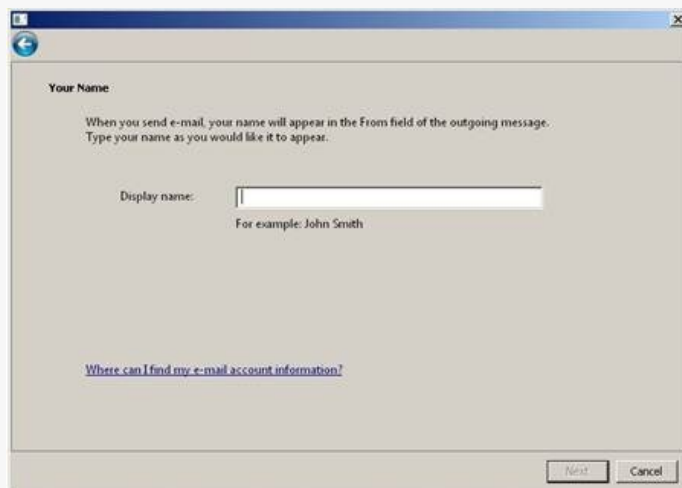 Your Name
When you send e-mail, your name will appear in the From field of the outgoing message.
Type your name as you would like it to appear.
Display name:
For example: John Smith
Where can I find my e-mail account information?
Next Cancel